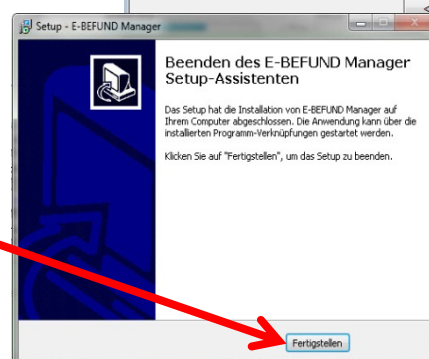 Setup - E-BEFUND Manager
Beenden des E-BEFUND Manager
Setup-Assistenten
Das Setup hat die Installation von E-BEFUND Manager auf
Ihrem Computer abgeschlossen. Die Anwendung kann über die
installierten Programm-Verknüpfungen gestartet werden.
Klicken Sie auf "Fertigstellen", um das Setup zu beenden.
Fertigstellen